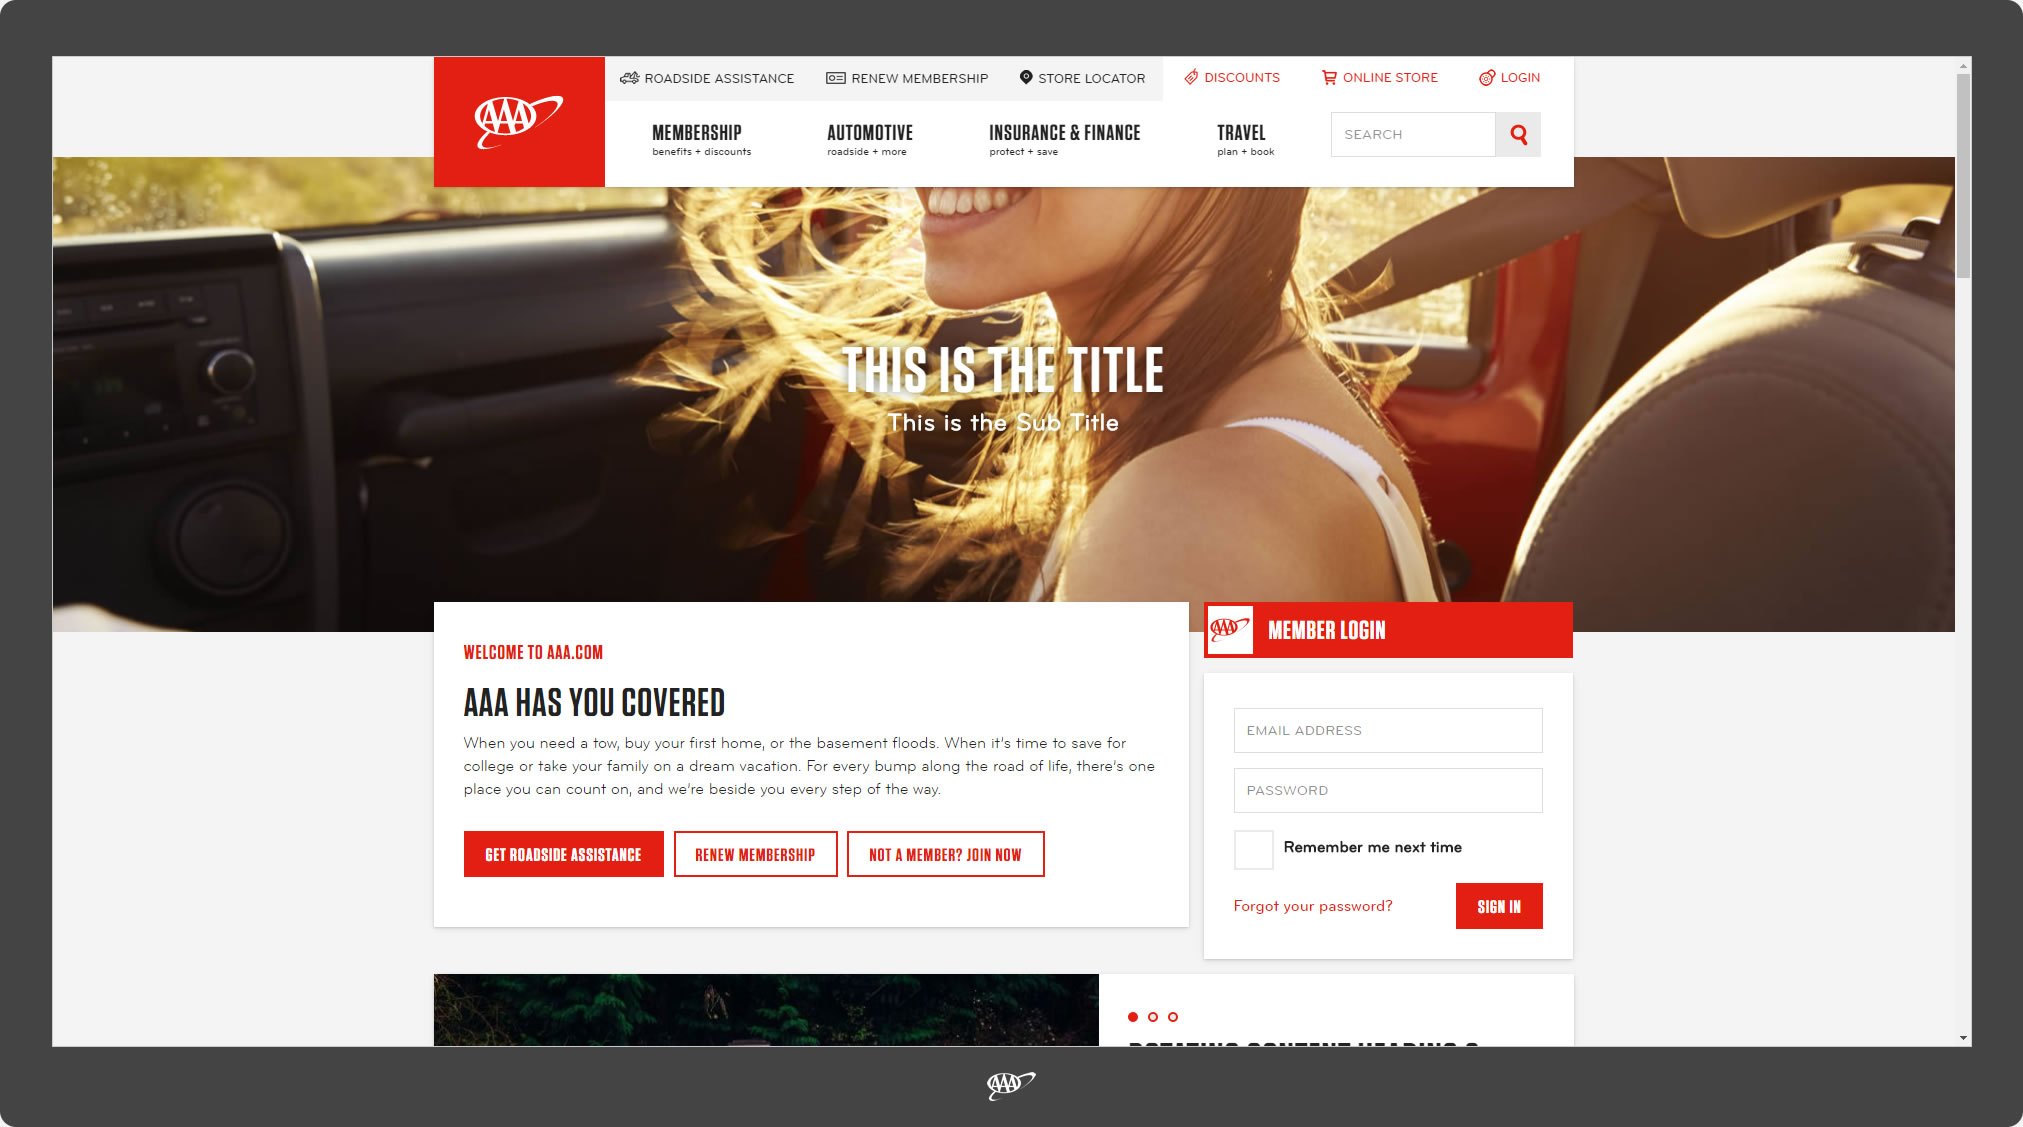 AAA
ROADSIDE ASSISTANCE
RENEW MEMBERSHIP
STORE LOCATOR
DISCOUNTS
ONLINE STORE
LOGIN
MEMBERSHIP
benefits + discounts
AUTOMOTIVE
roadside + more
INSURANCE & FINANCE
protect + save
TRAVEL
plan + book
SEARCH
THIS IS THE TITLE
This is the Sub Title
WELCOME TO AAA.COM
AAA HAS YOU COVERED
When you need a tow, buy your first home, or the basement floods. When it's time to save for
college or take your family on a dream vacation. For every bump along the road of life, there's one
place you can count on, and we're beside you every step of the way.
GET ROADSIDE ASSISTANCE
RENEW MEMBERSHIP
NOT A MEMBER? JOIN NOW
AAA
MEMBER LOGIN
EMAIL ADDRESS
PASSWORD
Remember me next time
Forgot your password?
SIGN IN
ROTATING CONTENT HEADING
AAA